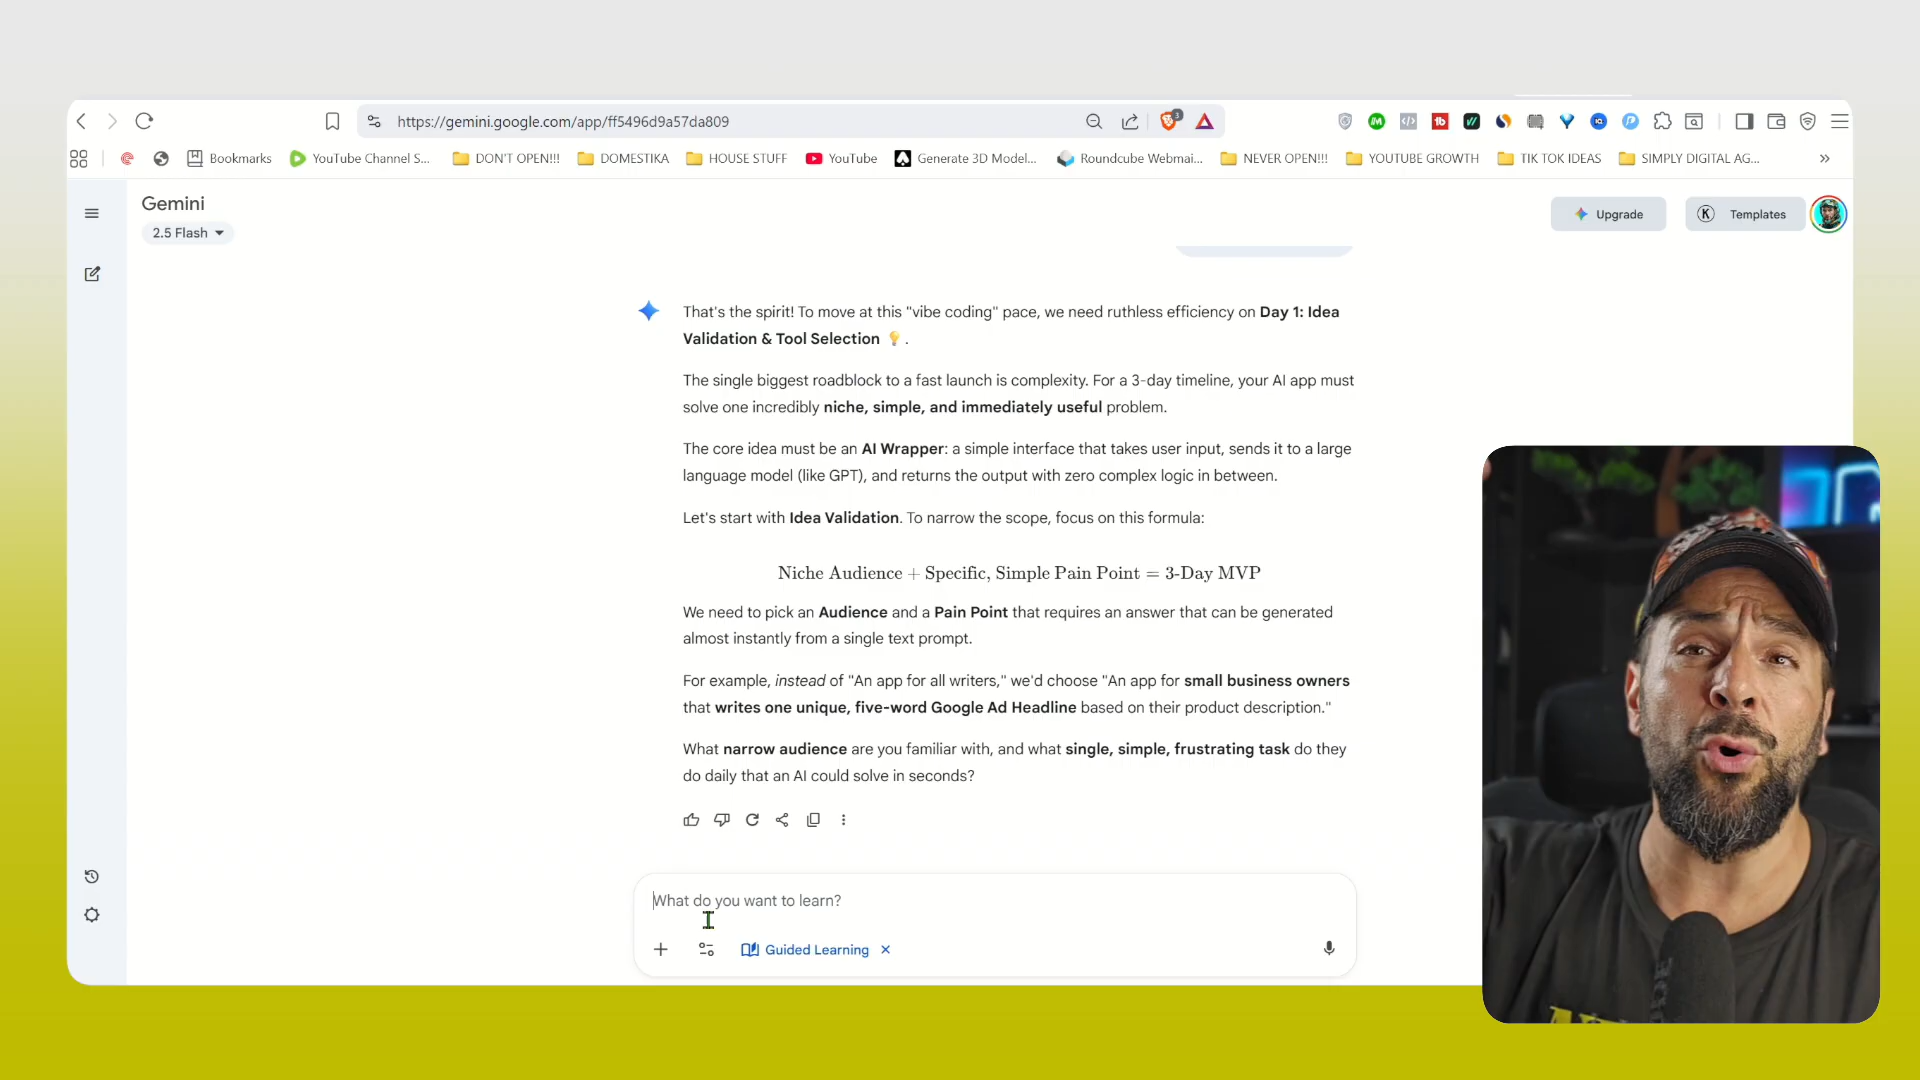 https://gemini.google.com/app/ff5496d9a57da809
3
Bookmarks
YouTube Channel S...
DON'T OPEN!!!
DOMESTIKA
HOUSE STUFF
YouTube
Generate 3D Model...
Roundcube Webmai...
NEVER OPEN!!!
YOUTUBE GROWTH
TIK TOK IDEAS
SIMPLY DIGITAL AG...
Gemini
2.5 Flash
Upgrade
K Templates
That's the spirit! To move at this "vibe coding" pace, we need ruthless efficiency on Day 1: Idea
Validation & Tool Selection 💡.
The single biggest roadblock to a fast launch is complexity. For a 3-day timeline, your AI app must
solve one incredibly niche, simple, and immediately useful problem.
The core idea must be an AI Wrapper: a simple interface that takes user input, sends it to a large
language model (like GPT), and returns the output with zero complex logic in between.
Let's start with Idea Validation. To narrow the scope, focus on this formula:
Niche Audience + Specific, Simple Pain Point = 3-Day MVP
We need to pick an Audience and a Pain Point that requires an answer that can be generated
almost instantly from a single text prompt.
For example, instead of "An app for all writers," we'd choose "An app for small business owners
that writes one unique, five-word Google Ad Headline based on their product description."
What narrow audience are you familiar with, and what single, simple, frustrating task do they
do daily that an AI could solve in seconds?
What do you want to learn?
Guided Learning